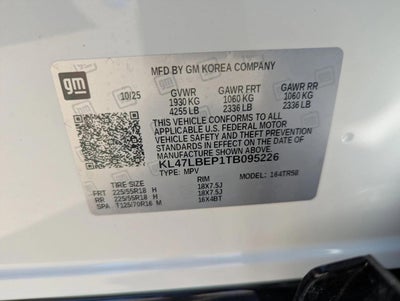 gm
MFD BY GM KOREA COMPANY
10/25 GVWR GAWR FRT GAWR RR
1930 KG 1060 KG 1060 KG
4255 LB 2336 LB 2336 LB
THIS VEHICLE CONFORMS TO ALL
APPLICABLE U.S. FEDERAL MOTOR
VEHICLE SAFETY, BUMPER, AND THEFT
PREVENTION STANDARDS IN EFFECT ON
THE DATE OF MANUFACTURE SHOWN ABOVE.
KL47LBEP1TB095226
TYPE: MPV MODEL: 164TR58
TIRE SIZE RIM
FRT 225/55R18 H 18X7.5J
RR 225/55R18 H 18X7.5J
SPA T125/70R16 M 16X4BT